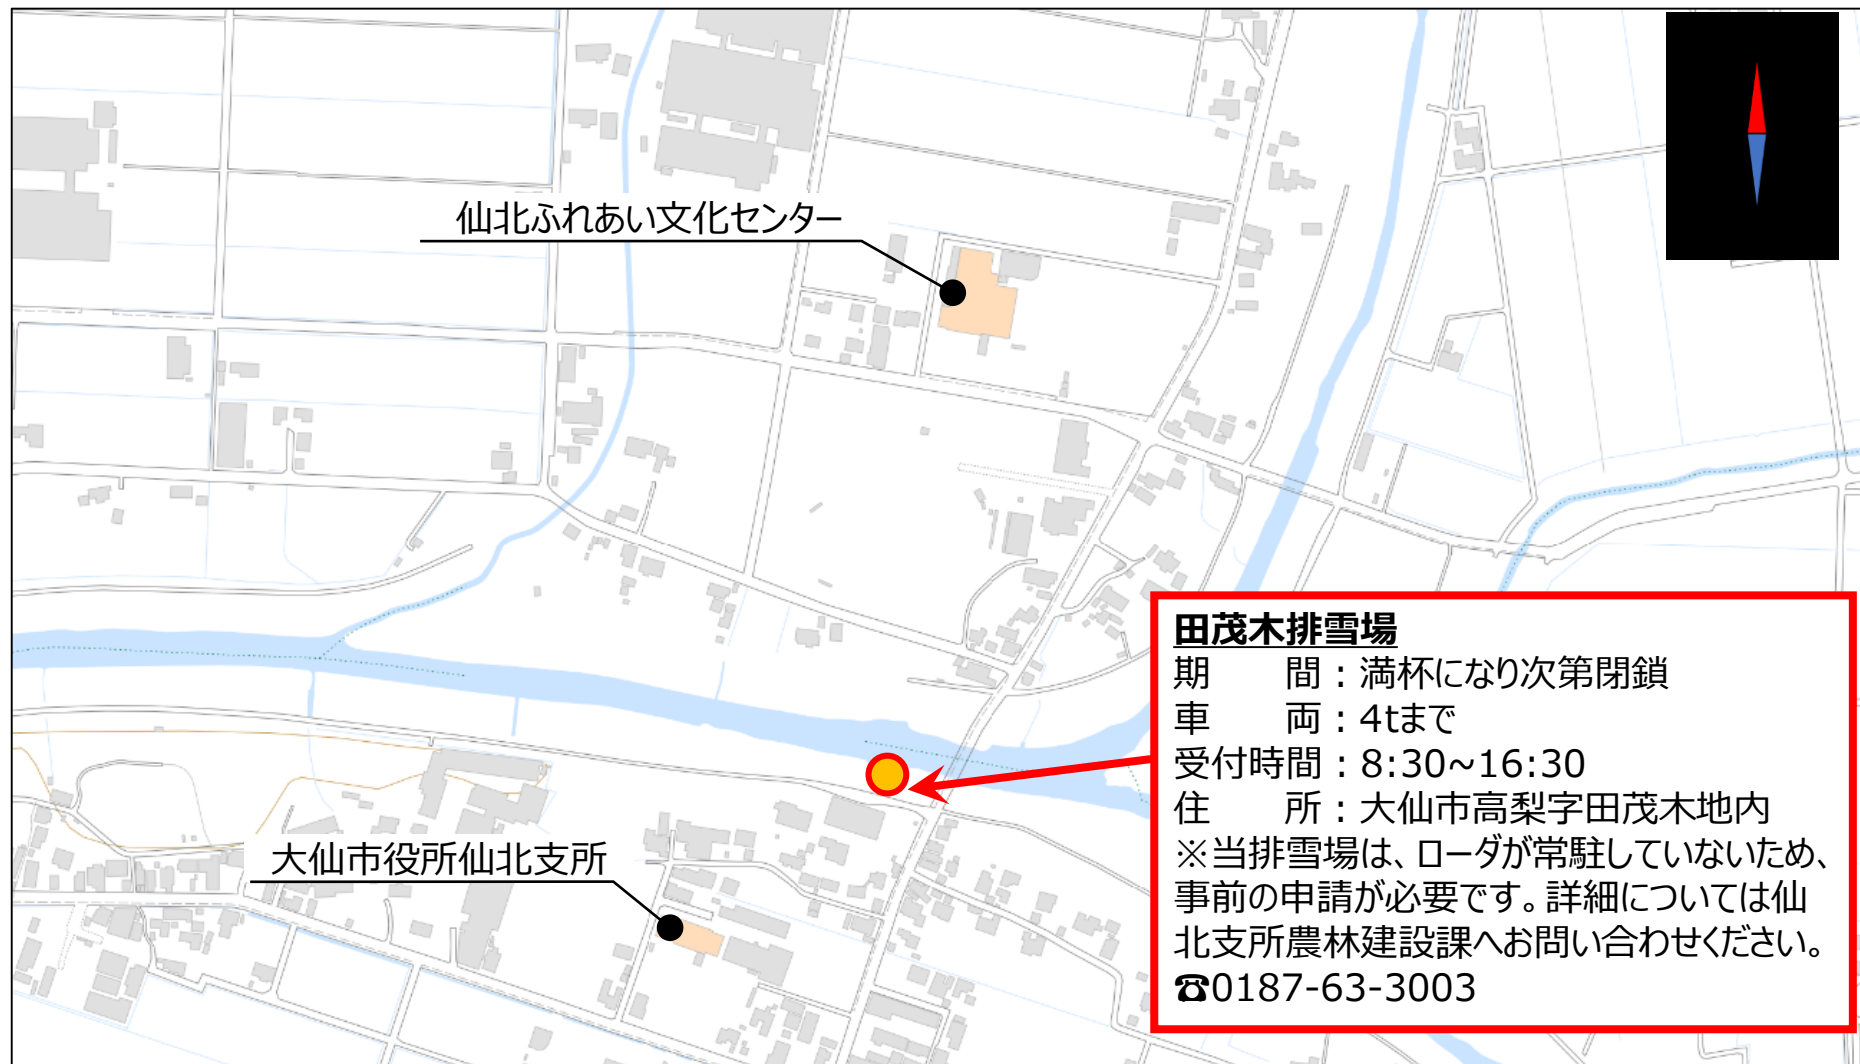 仙北ふれあい文化センター
田茂木排雪場
期　　間：満杯になり次第閉鎖
車　　両：4tまで
受付時間：8:30~16:30
住　　所：大仙市高梨字田茂木地内
※当排雪場は、ローダが常駐していないため、
事前の申請が必要です。詳細については仙
北支所農林建設課へお問い合わせください。
☎0187-63-3003
大仙市役所仙北支所